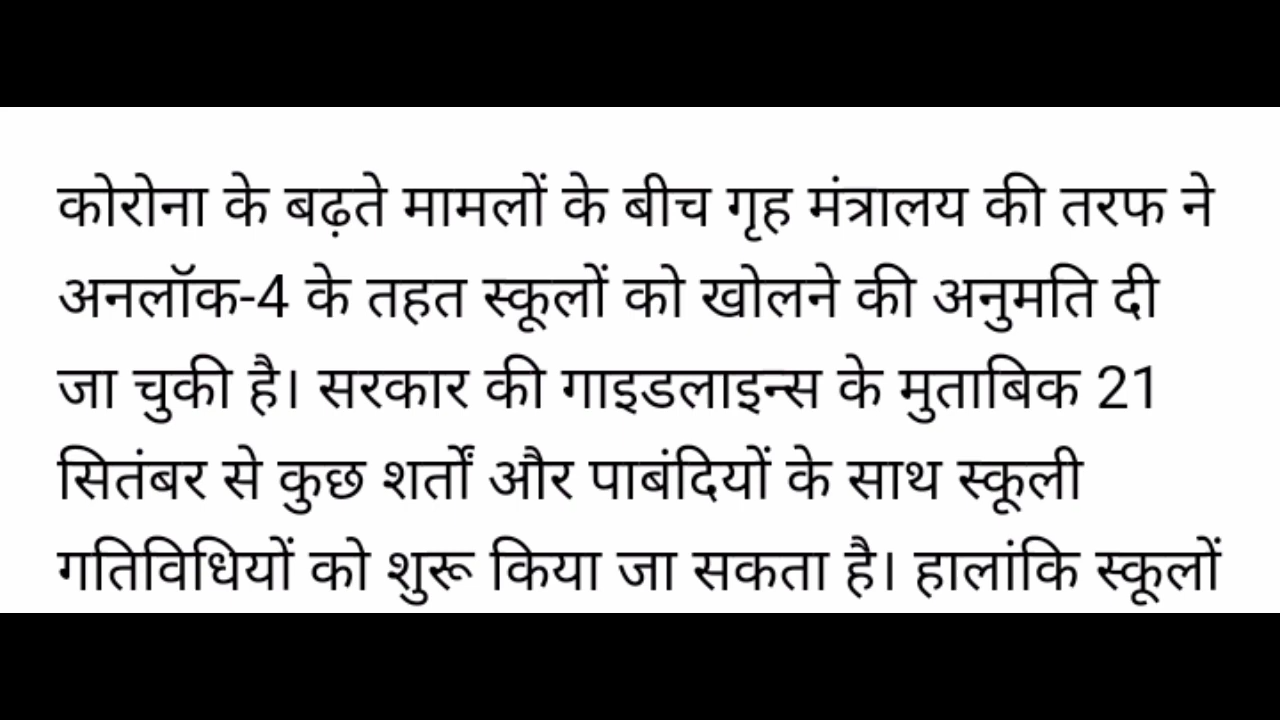 कोरोना के बढ़ते मामलों के बीच गृह मंत्रालय की तरफ ने
अनलॉक-4 के तहत स्कूलों को खोलने की अनुमति दी
जा चुकी है। सरकार की गाइडलाइन्स के मुताबिक 21
सितंबर से कुछ शर्तों और पाबंदियों के साथ स्कूली
गतिविधियों को शुरू किया जा सकता है। हालांकि स्कूलों